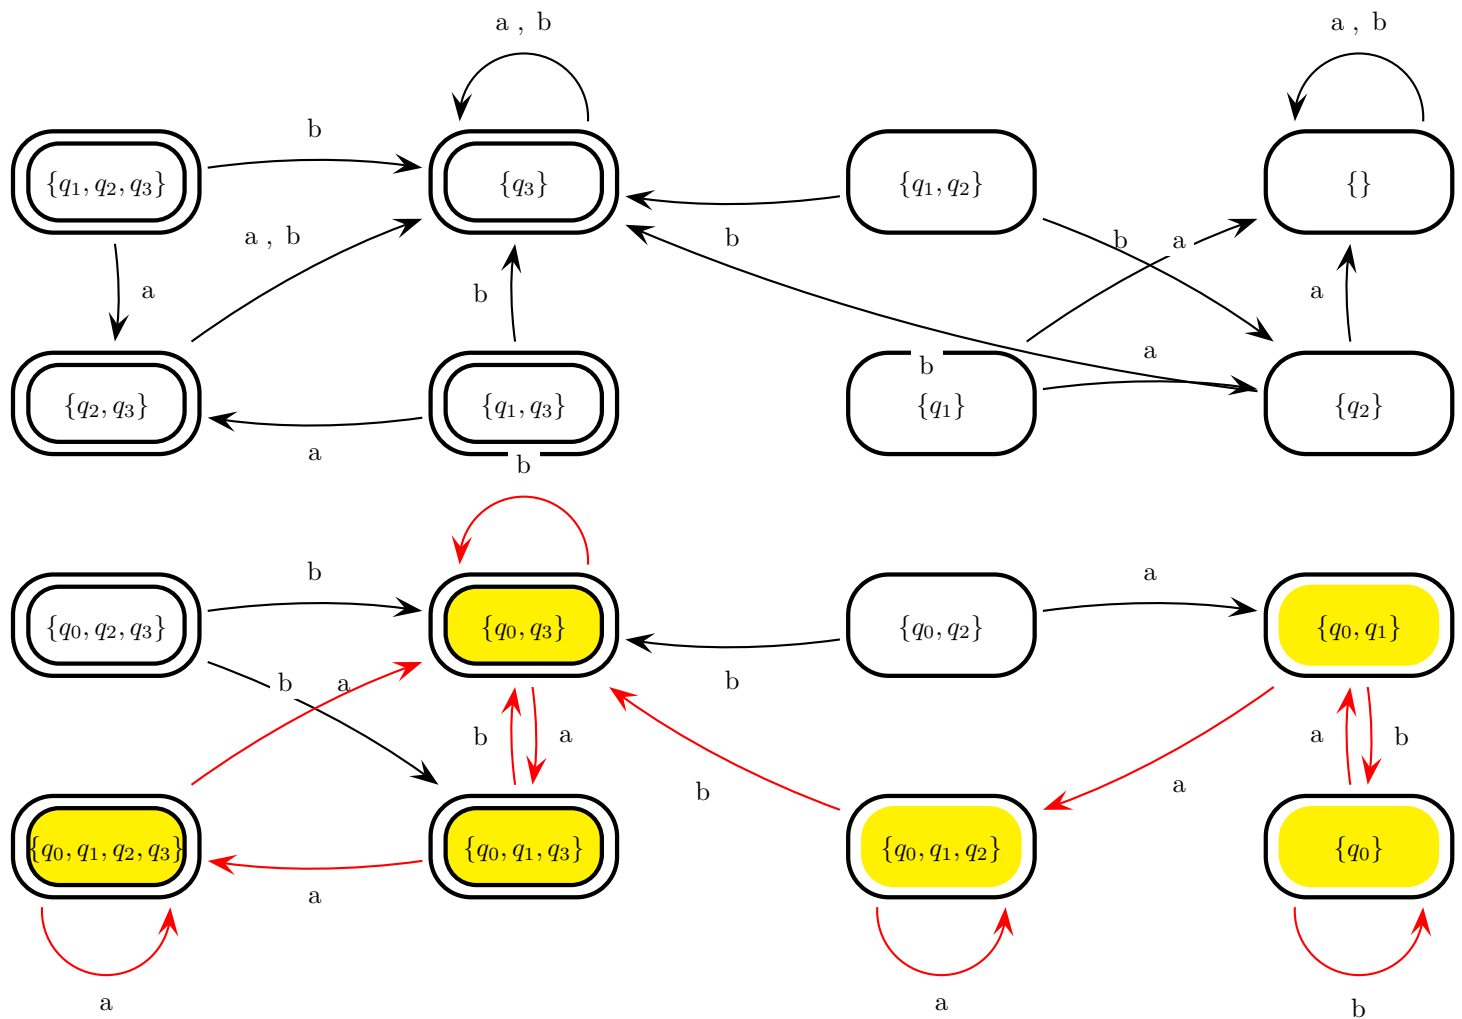 a , b
a , b
b
{q₁, q₂, q₃}
{q₃}
{q₁, q₂}
{}
a , b
b
b
a
a
b
a
a
b
{q₂, q₃}
{q₁, q₃}
{q₁}
{q₂}
a
b
b
a
{q₀, q₂, q₃}
{q₀, q₃}
{q₀, q₂}
{q₀, q₁}
b
a
b
b
a
a
b
b
a
{q₀, q₁, q₂, q₃}
{q₀, q₁, q₃}
{q₀, q₁, q₂}
{q₀}
a
a
a
b